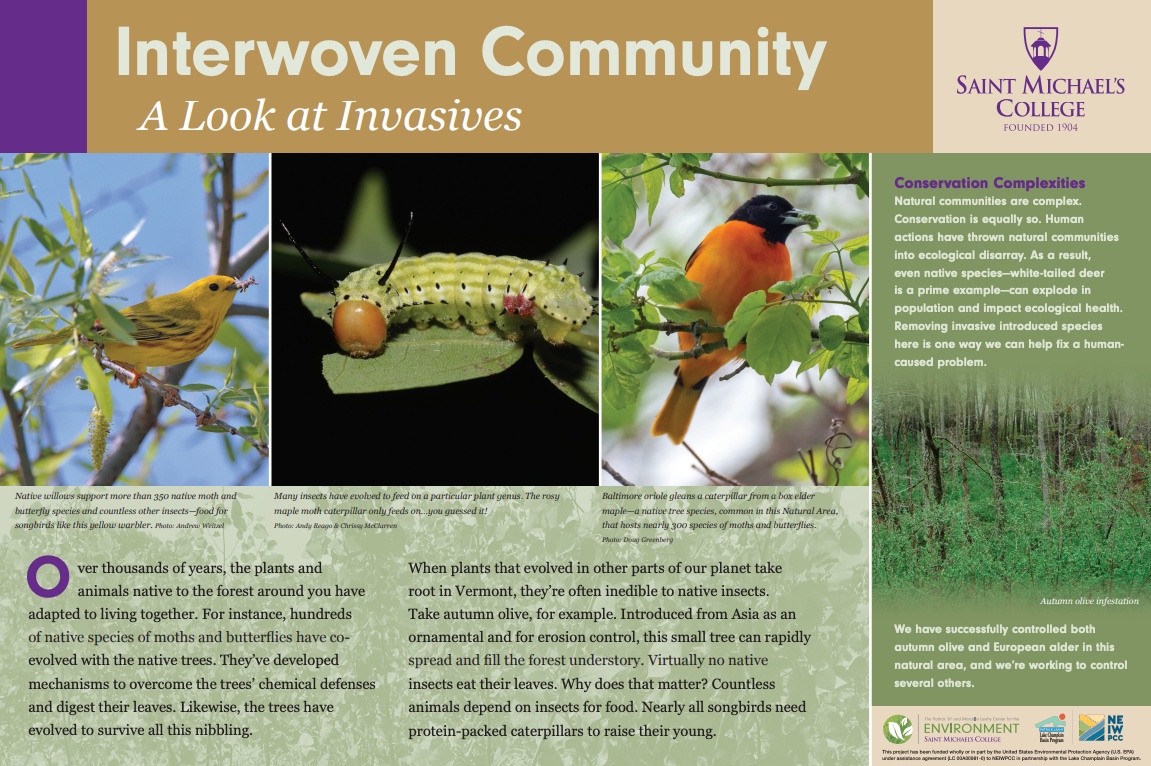 Interwoven Community
A Look at Invasives
SAINT MICHAEL'S
COLLEGE
FOUNDED 1904
Native willows support more than 350 native moth and
butterfly species and countless other insects—food for
songbirds like this yellow warbler. Photo: Andrew Weitzel
Many insects have evolved to feed on a particular plant genus. The rosy
maple moth caterpillar only feeds on...you guessed it!
Photo: Andy Reago & Chrissy McClarren
Baltimore oriole gleans a caterpillar from a box elder
maple—a native tree species, common in this Natural Area,
that hosts nearly 300 species of moths and butterflies.
Photo: Doug Greenberg
Over thousands of years, the plants and
animals native to the forest around you have
adapted to living together. For instance, hundreds
of native species of moths and butterflies have co-
evolved with the native trees. They've developed
mechanisms to overcome the trees' chemical defenses
and digest their leaves. Likewise, the trees have
evolved to survive all this nibbling.
When plants that evolved in other parts of our planet take
root in Vermont, they're often inedible to native insects.
Take autumn olive, for example. Introduced from Asia as an
ornamental and for erosion control, this small tree can rapidly
spread and fill the forest understory. Virtually no native
insects eat their leaves. Why does that matter? Countless
animals depend on insects for food. Nearly all songbirds need
protein-packed caterpillars to raise their young.
Conservation Complexities
Natural communities are complex.
Conservation is equally so. Human
actions have thrown natural communities
into ecological disarray. As a result,
even native species—white-tailed deer
is a prime example—can explode in
population and impact ecological health.
Removing invasive introduced species
here is one way we can help fix a human-
caused problem.
Autumn olive infestation
We have successfully controlled both
autumn olive and European alder in this
natural area, and we're working to control
several others.
Center for the
ENVIRONMENT
SAINT MICHAEL'S COLLEGE
Lake Champlain
Basin Program
NE
IW
PCC
This project has been funded wholly or in part by the United States Environmental Protection Agency (U.S. EPA)
under assistance agreement (LC 00A00981-0) to NEIWPCC in partnership with the Lake Champlain Basin Program.